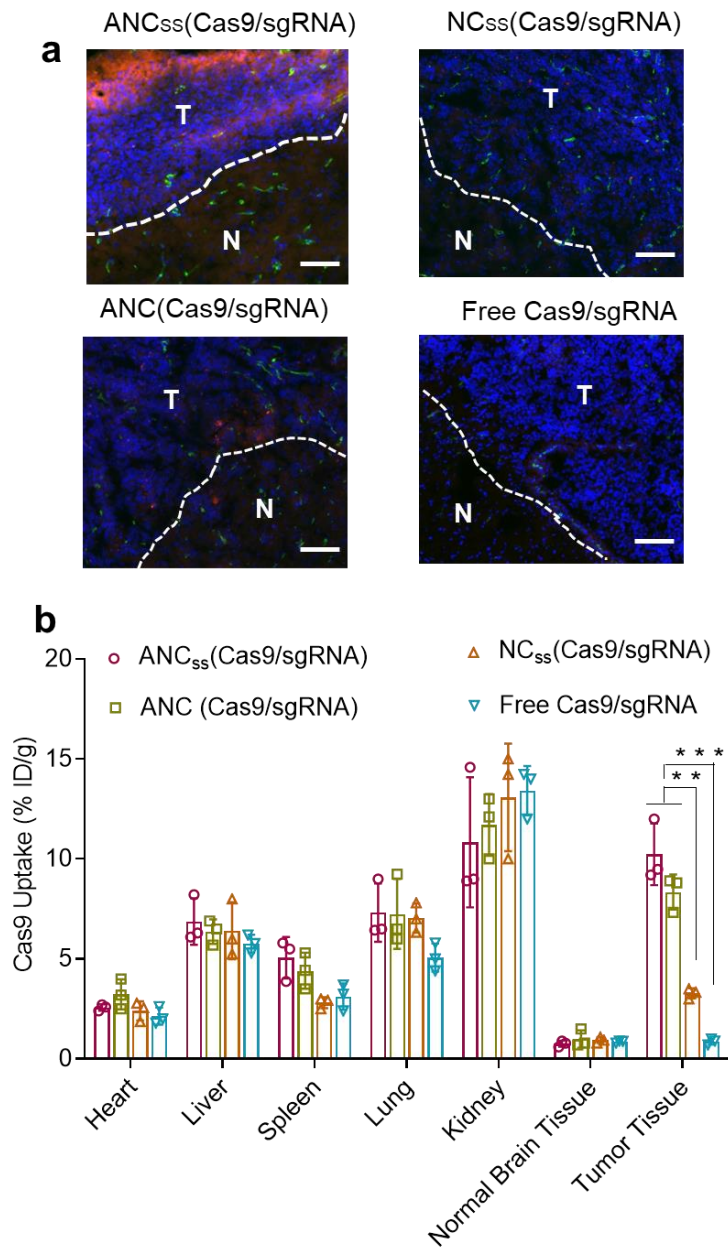 a
ANCSS(Cas9/sgRNA)
NCSS(Cas9/sgRNA)
T
N
T
N
ANC(Cas9/sgRNA)
Free Cas9/sgRNA
T
N
T
N
b
ANCss(Cas9/sgRNA)
NCss(Cas9/sgRNA)
ANC (Cas9/sgRNA)
Free Cas9/sgRNA
Cas9 Uptake (% ID/g)
20
15
10
5
0
* * *
* *
Heart
Liver
Spleen
Lung
Kidney
Normal Brain Tissue
Tumor Tissue